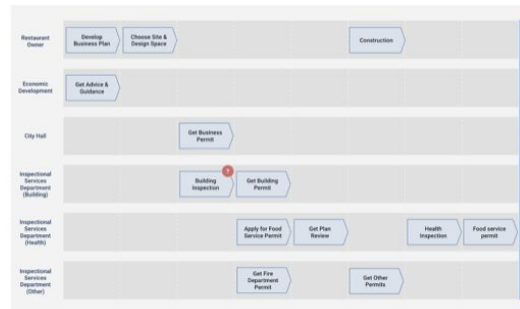 Restaurant
Owner
Develop
Business Plan
Choose Site &
Design Space
Construction
Economic
Development
Get Advice &
Guidance
City Hall
Get Business
Permit
Inspectional
Services
Department
(Building)
Building
Inspection
Get Building
Permit
Inspectional
Services
Department
(Health)
Apply for Food
Service Permit
Get Plan
Review
Health
Inspection
Food service
permit
Inspectional
Services
Department
(Other)
Get Fire
Department
Permit
Get Other
Permits